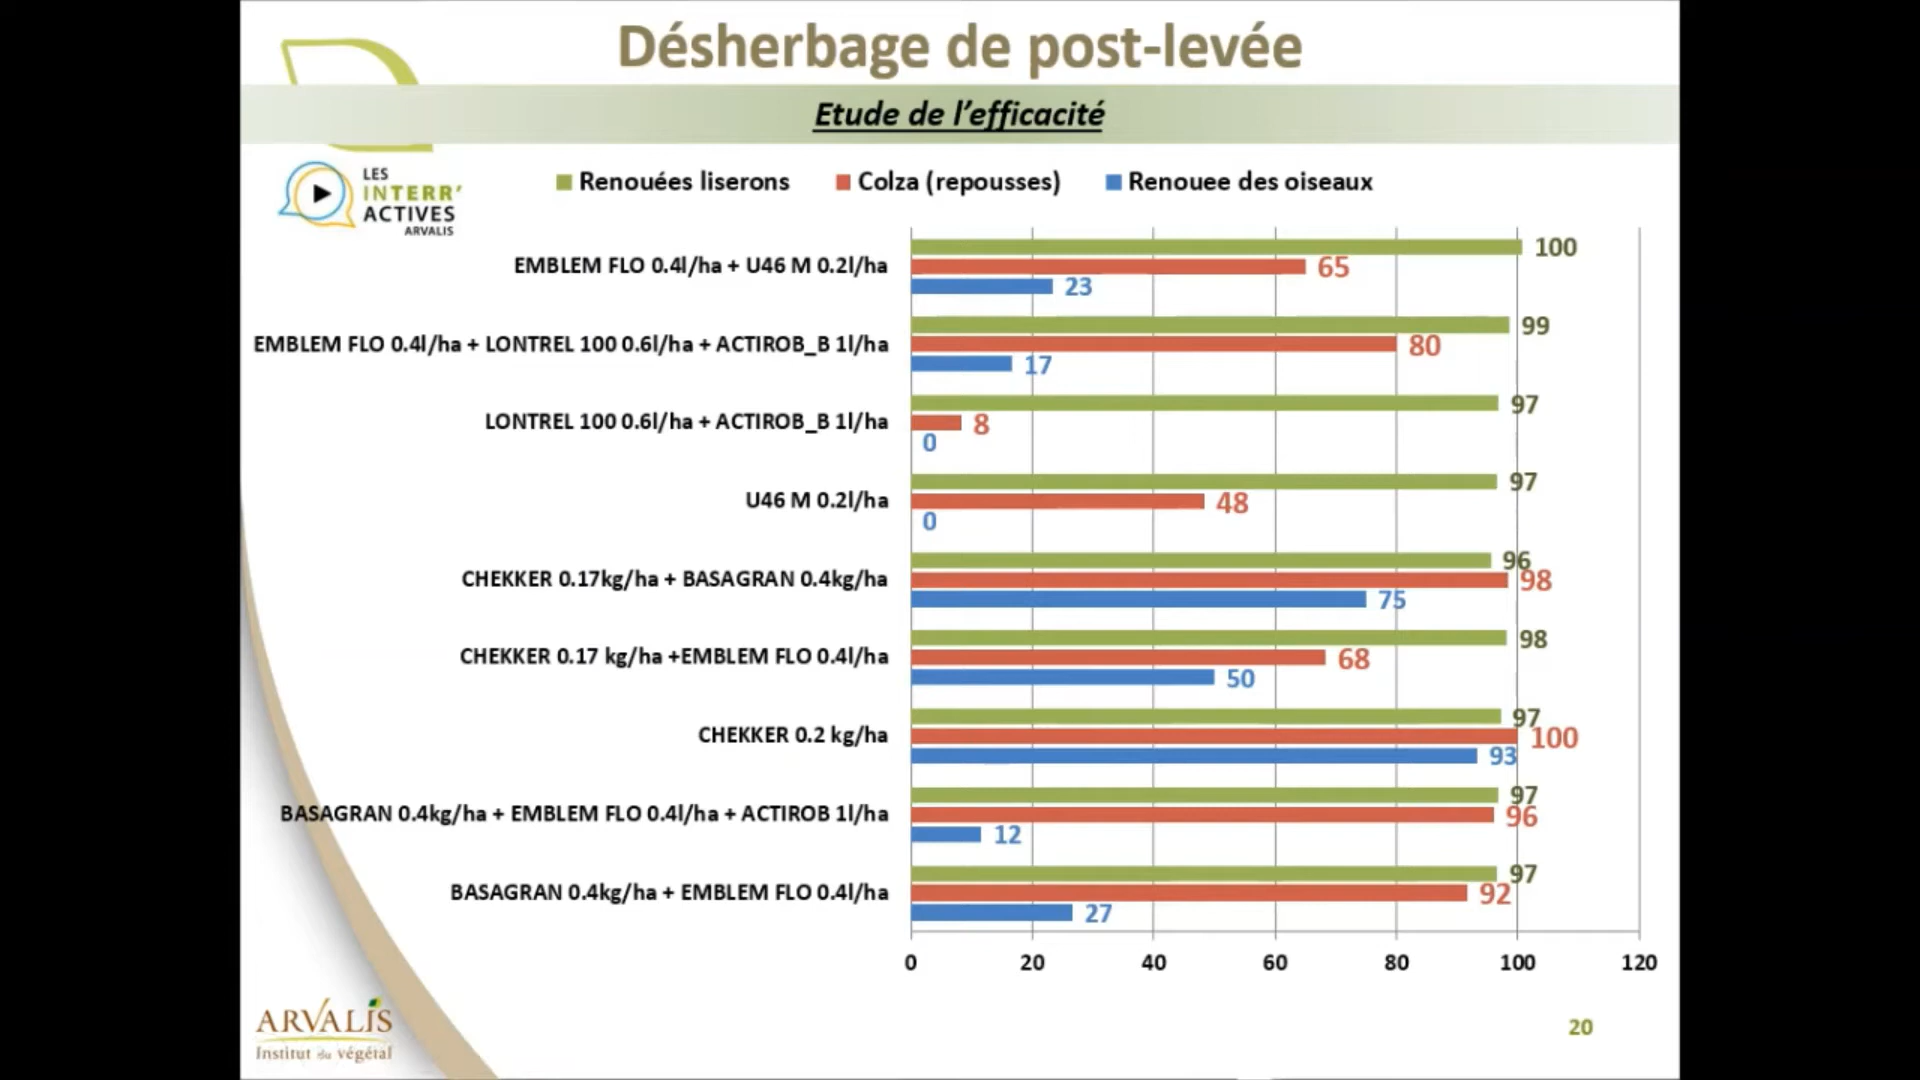 Désherbage de post-levée
Etude de l'efficacité
LES
INTERR'
ACTIVES
ARVALIS
Renouées liserons
Colza (repousses)
Renouee des oiseaux
EMBLEM FLO 0.4l/ha + U46 M 0.2l/ha
100
65
23
EMBLEM FLO 0.4l/ha + LONTREL 100 0.6l/ha + ACTIROB_B 1l/ha
99
80
17
LONTREL 100 0.6l/ha + ACTIROB_B 1l/ha
97
8
0
U46 M 0.2l/ha
97
48
0
CHEKKER 0.17kg/ha + BASAGRAN 0.4kg/ha
96
98
75
CHEKKER 0.17 kg/ha +EMBLEM FLO 0.4l/ha
98
68
50
CHEKKER 0.2 kg/ha
97
100
93
BASAGRAN 0.4kg/ha + EMBLEM FLO 0.4l/ha + ACTIROB 1l/ha
97
96
12
BASAGRAN 0.4kg/ha + EMBLEM FLO 0.4l/ha
97
92
27
0 20 40 60 80 100 120
ARVALIS
Institut du végétal
20